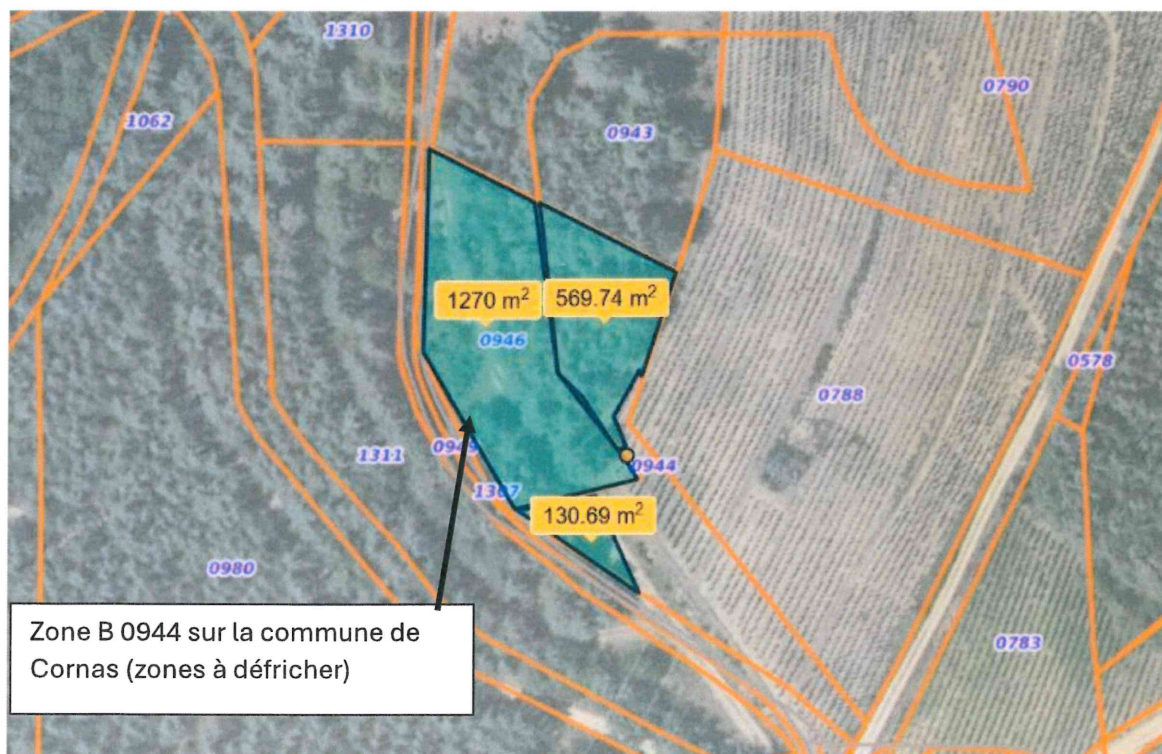 1310
0790
1062
0943
1270 m²
569.74 m²
0946
0578
0788
0949
1311
0944
1307
130.69 m²
0980
0783
Zone B 0944 sur la commune de
Cornas (zones à défricher)